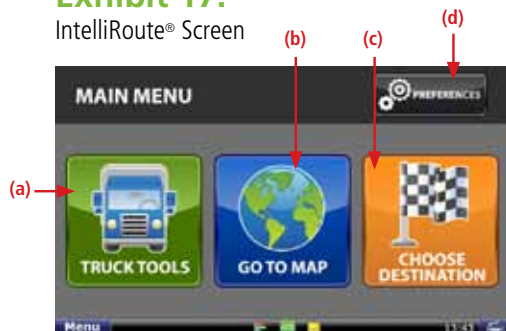 Exhibit 17:
IntelliRoute® Screen
(b)
(c)
(d)
MAIN MENU
PREFERENCES
(a)
TRUCK TOOLS
GO TO MAP
CHOOSE
DESTINATION
Menu